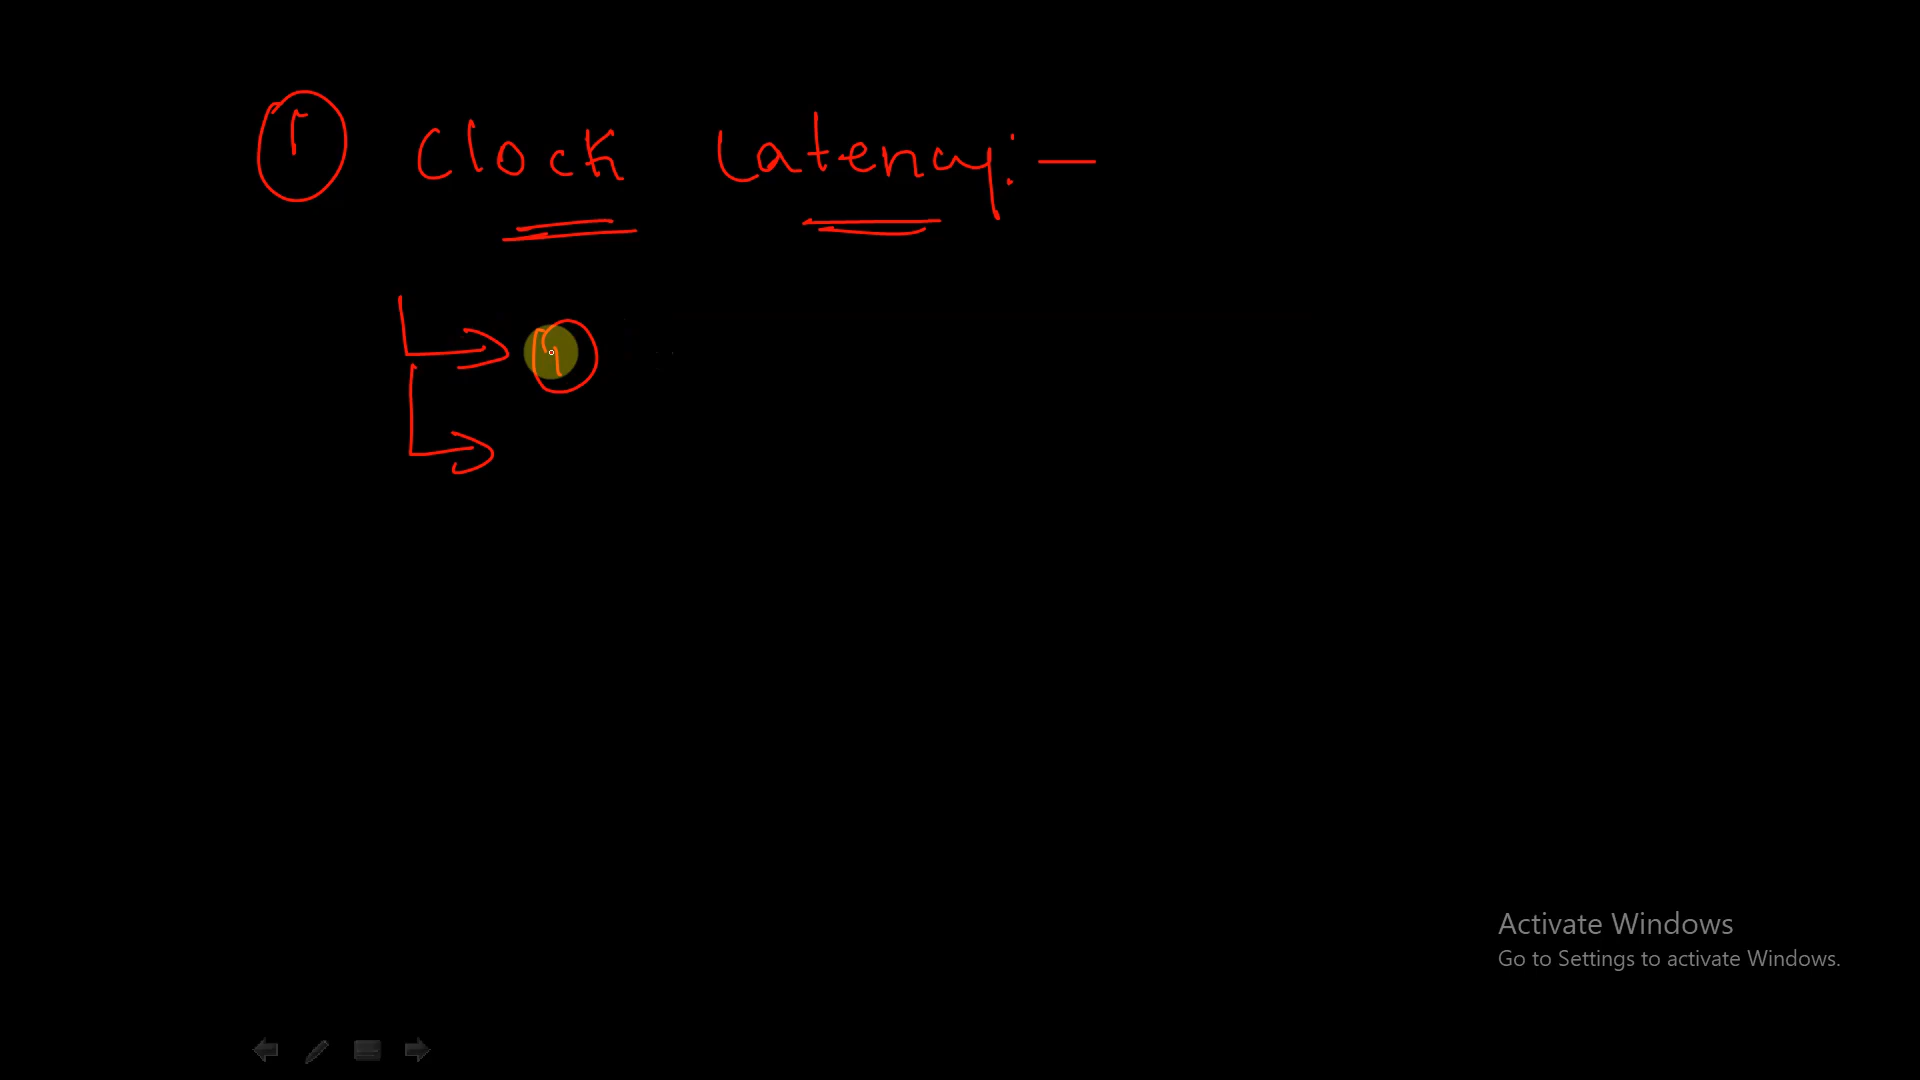 1 Clock Latency:—
1
Activate Windows
Go to Settings to activate Windows.